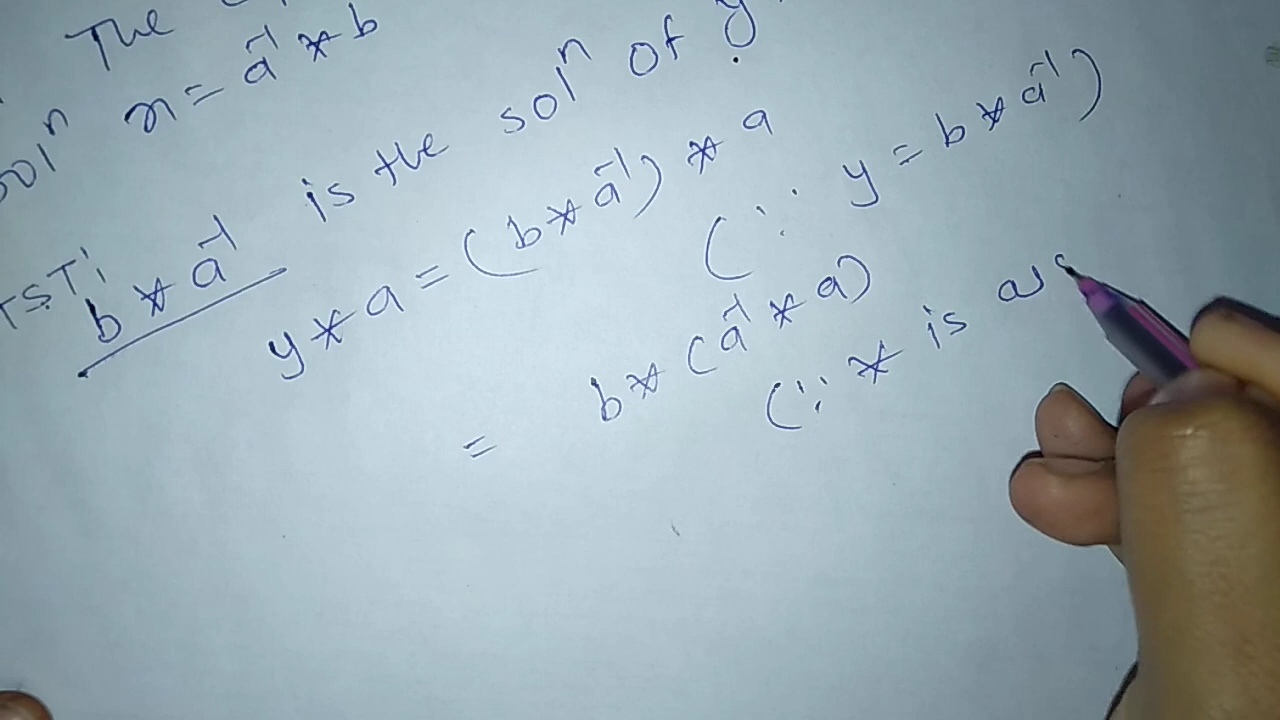 The
solⁿ x = a⁻¹ * b
TST: b * a⁻¹ is the solⁿ of y
y * a = (b * a⁻¹) * a
(∵ y = b * a⁻¹)
= b * (a⁻¹ * a)
(∵ * is as